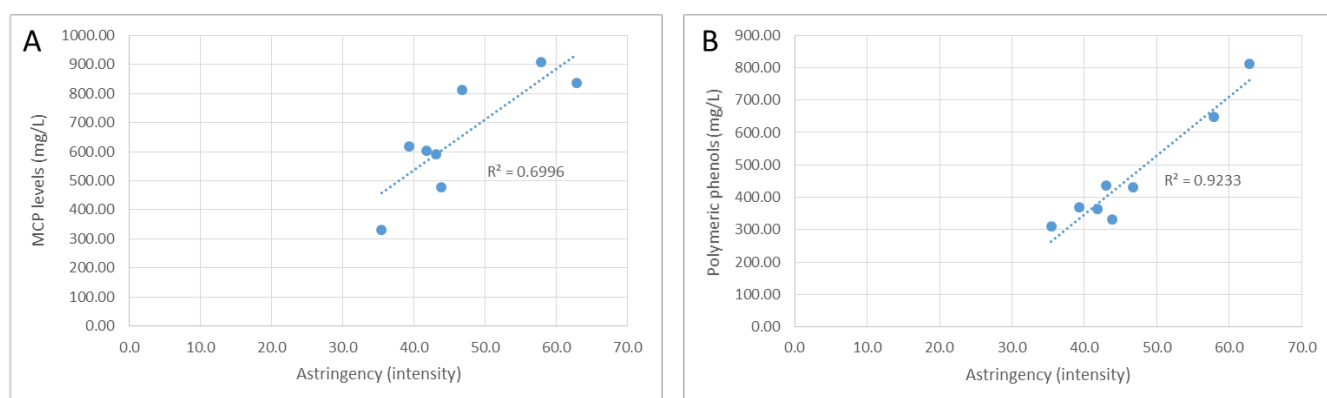 A
1000.00
900.00
800.00
700.00
600.00
500.00
400.00
300.00
200.00
100.00
0.00
MCP levels (mg/L)
R² = 0.6996
0.0 10.0 20.0 30.0 40.0 50.0 60.0 70.0
Astringency (intensity)
B
900.00
800.00
700.00
600.00
500.00
400.00
300.00
200.00
100.00
0.00
Polymeric phenols (mg/L)
R² = 0.9233
0.0 10.0 20.0 30.0 40.0 50.0 60.0 70.0
Astringency (intensity)